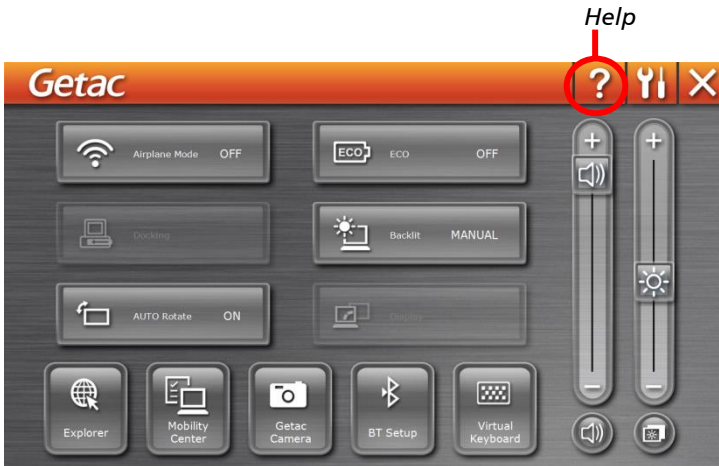 Help
Getac
?
Airplane Mode OFF
ECO ECO OFF
Docking
Backlit MANUAL
AUTO Rotate ON
Display
Explorer
Mobility
Center
Getac
Camera
BT Setup
Virtual
Keyboard